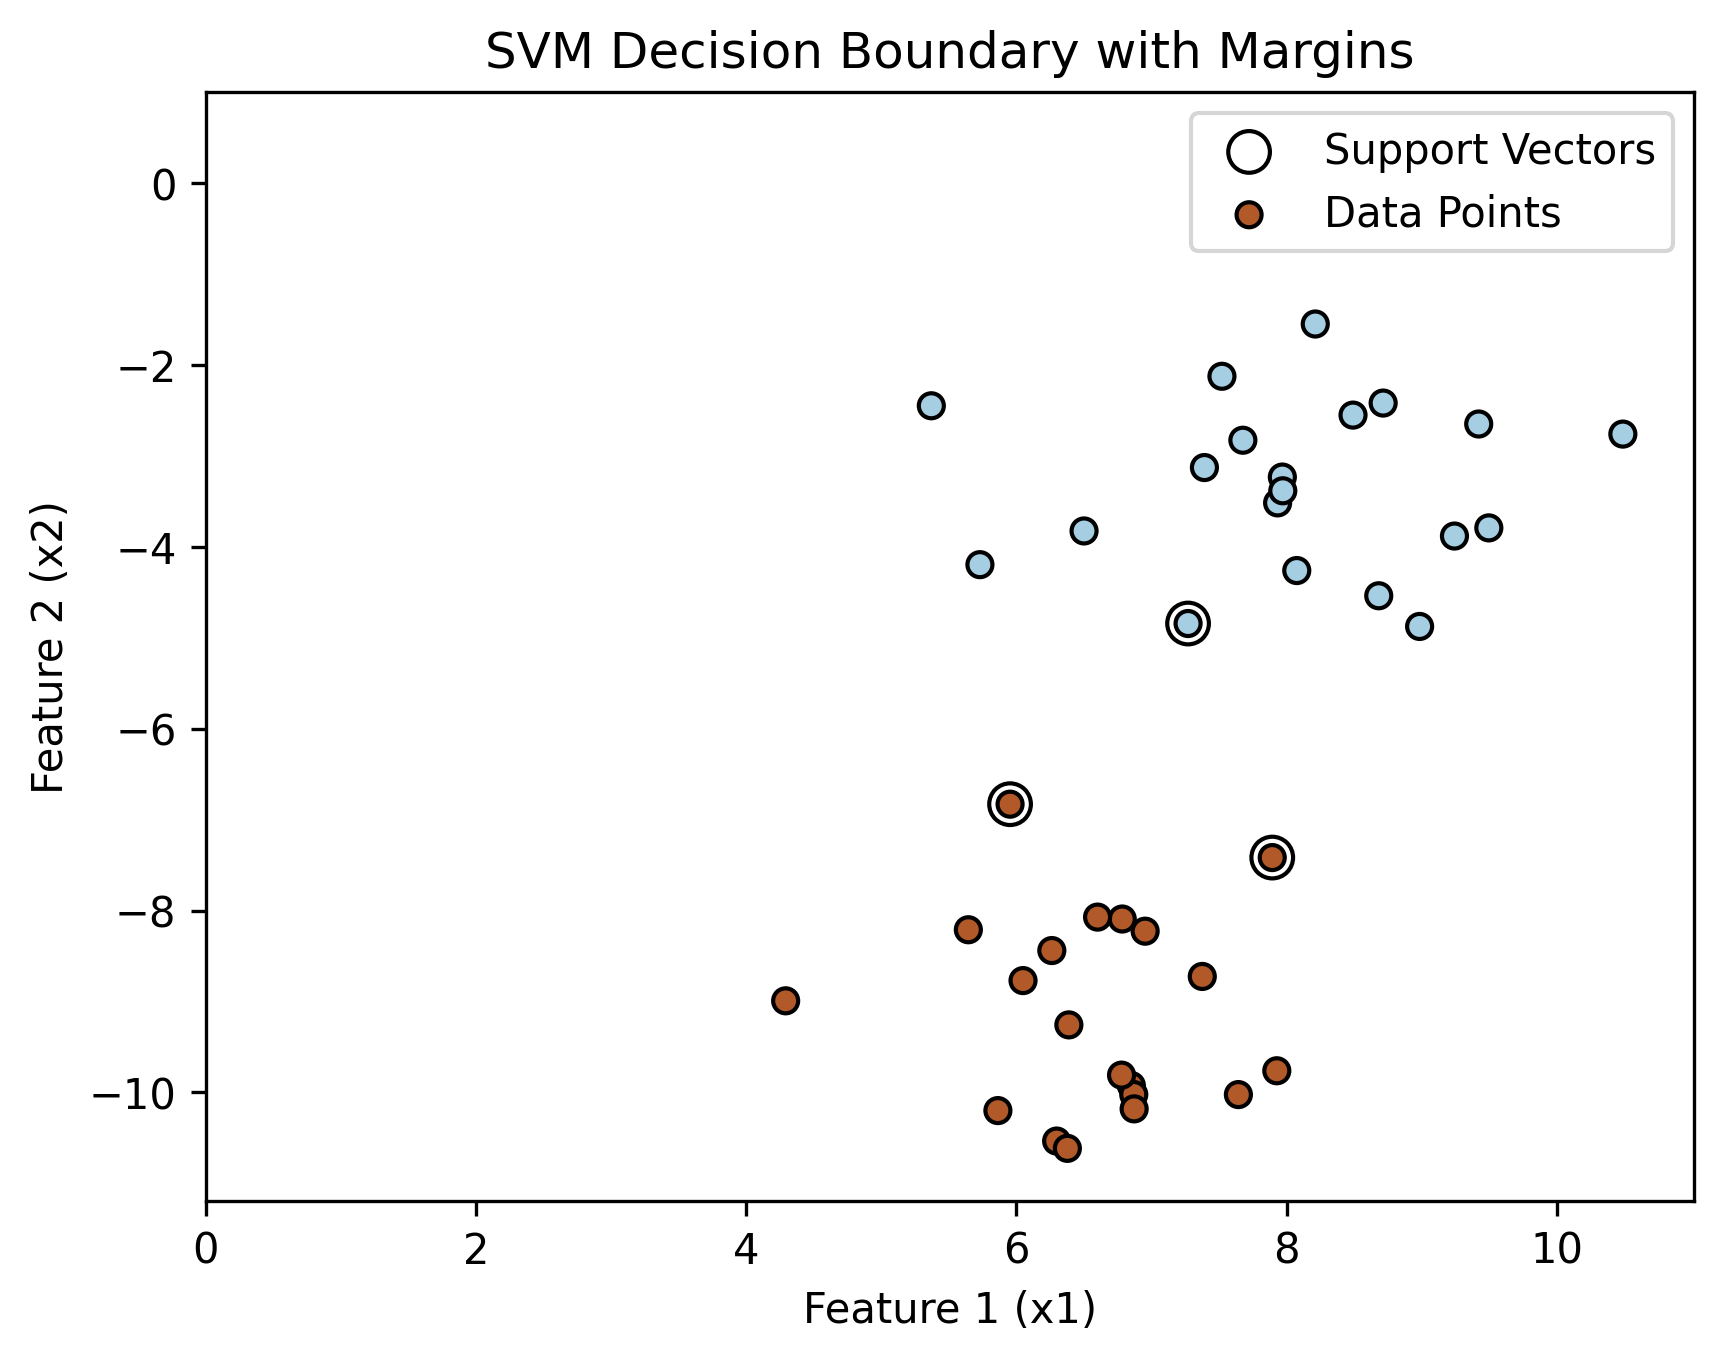 SVM Decision Boundary with Margins
Support Vectors
Data Points
0
−2
−4
−6
−8
−10
Feature 2 (x2)
0 2 4 6 8 10
Feature 1 (x1)